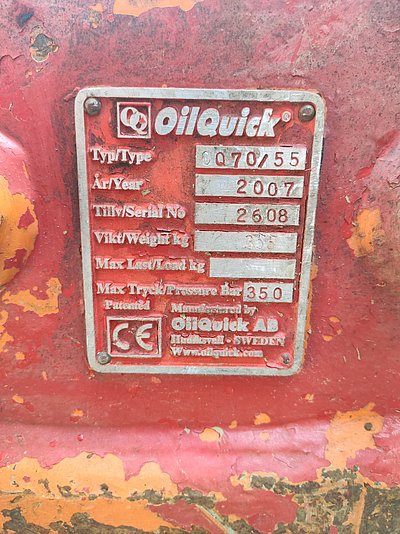 OQ OilQuick ®
Typ/Type OQ70/55
År/Year 2007
Tillv/Serial No 2608
Vikt/Weight kg
Max Last/Load kg
Max Tryck/Pressure Bar 350
Patented Manufactured by
OilQuick AB
CE Hudiksvall - SWEDEN
Www.oilquick.com